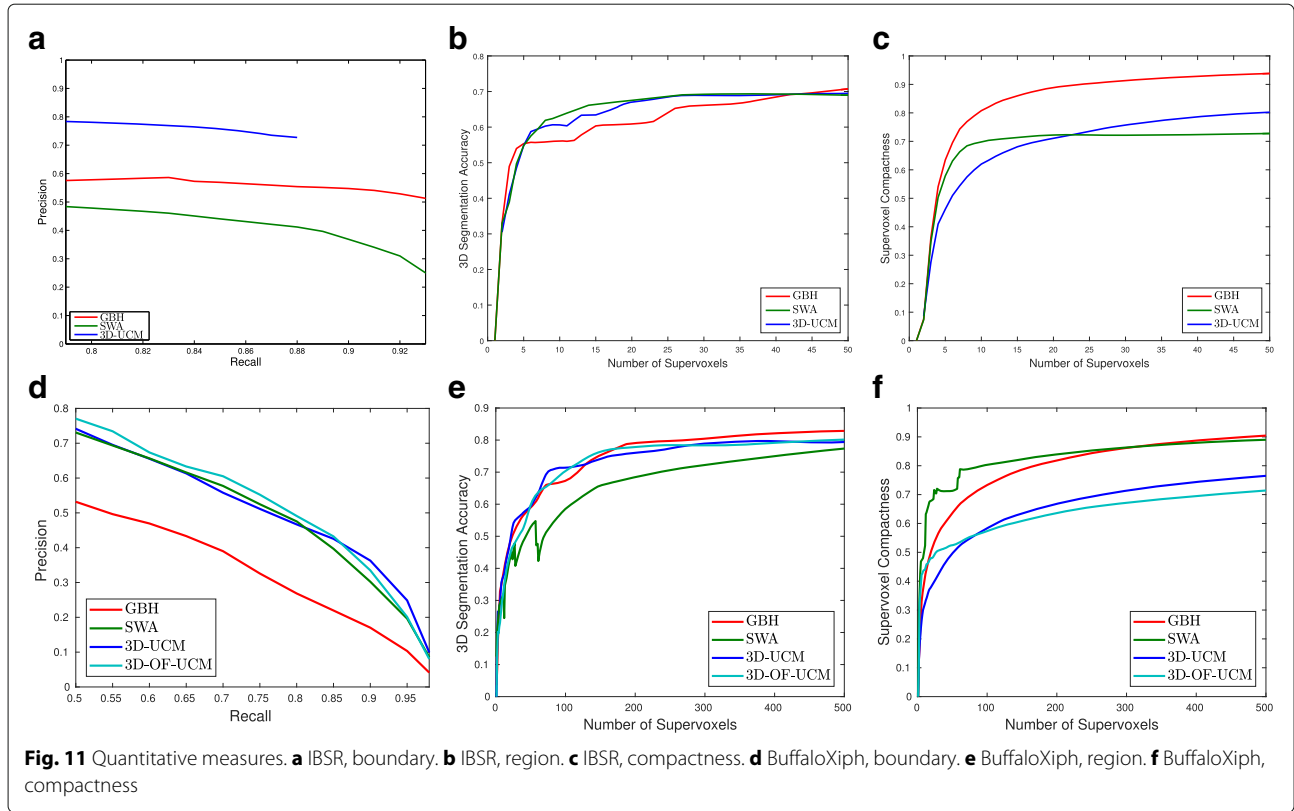 a
1
0.9
0.8
0.7
0.6
0.5
0.4
0.3
0.2
0.1
0
Precision
GBH
SWA
3D-UCM
0.8 0.82 0.84 0.86 0.88 0.9 0.92
Recall
b
0.8
0.7
0.6
0.5
0.4
0.3
0.2
0.1
0
3D Segmentation Accuracy
GBH
SWA
3D-UCM
0 5 10 15 20 25 30 35 40 45 50
Number of Supervoxels
c
1
0.9
0.8
0.7
0.6
0.5
0.4
0.3
0.2
0.1
0
Supervoxel Compactness
GBH
SWA
3D-UCM
0 5 10 15 20 25 30 35 40 45 50
Number of Supervoxels
d
0.8
0.7
0.6
0.5
0.4
0.3
0.2
0.1
0
Precision
GBH
SWA
3D-UCM
3D-OF-UCM
0.5 0.55 0.6 0.65 0.7 0.75 0.8 0.85 0.9 0.95
Recall
e
0.9
0.8
0.7
0.6
0.5
0.4
0.3
0.2
0.1
0
3D Segmentation Accuracy
GBH
SWA
3D-UCM
3D-OF-UCM
0 100 200 300 400 500
Number of Supervoxels
f
1
0.9
0.8
0.7
0.6
0.5
0.4
0.3
0.2
0.1
0
Supervoxel Compactness
GBH
SWA
3D-UCM
3D-OF-UCM
0 100 200 300 400 500
Number of Supervoxels
Fig. 11 Quantitative measures. a IBSR, boundary. b IBSR, region. c IBSR, compactness. d BuffaloXiph, boundary. e BuffaloXiph, region. f BuffaloXiph,
compactness